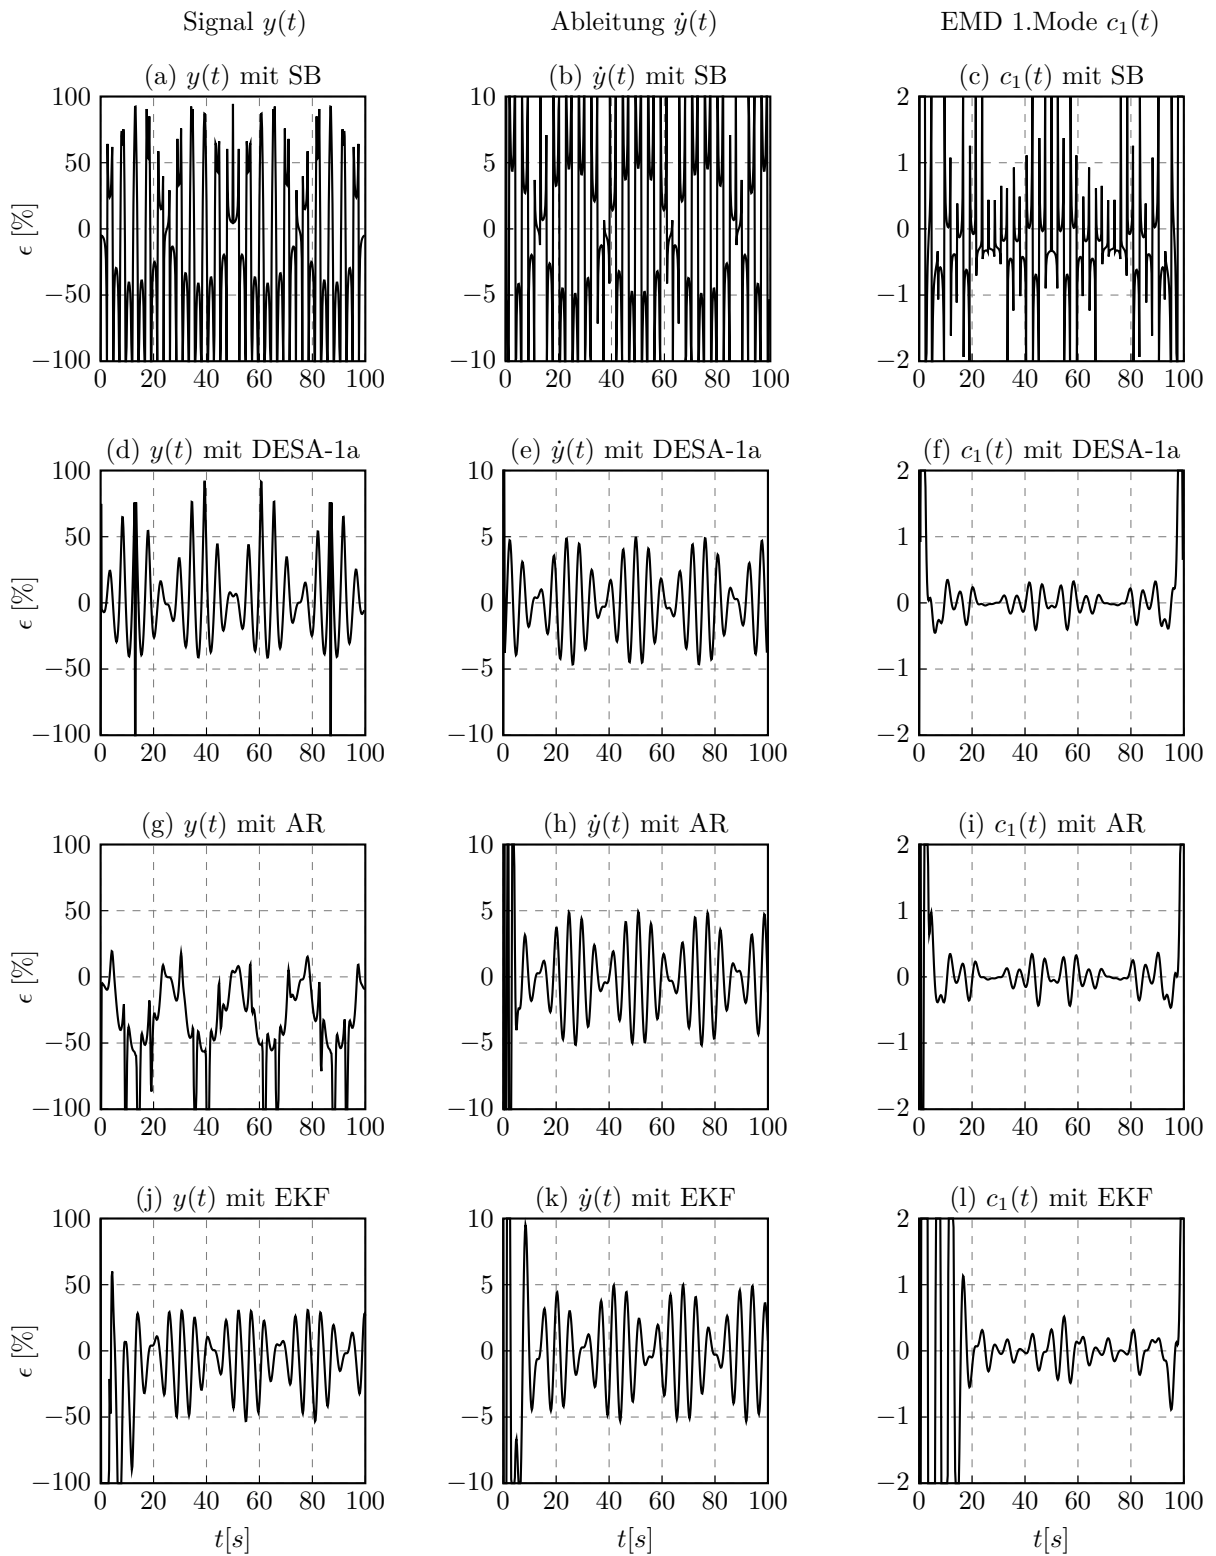 Signal y(t) Ableitung ẏ(t) EMD 1.Mode c₁(t)
(a) y(t) mit SB (b) ẏ(t) mit SB (c) c₁(t) mit SB
100 10 2
50 5 1
0 0 0
−50 −5 −1
−100 −10 −2
ϵ [%]
0 20 40 60 80 100 0 20 40 60 80 100 0 20 40 60 80 100
(d) y(t) mit DESA-1a (e) ẏ(t) mit DESA-1a (f) c₁(t) mit DESA-1a
100 10 2
50 5 1
0 0 0
−50 −5 −1
−100 −10 −2
ϵ [%]
0 20 40 60 80 100 0 20 40 60 80 100 0 20 40 60 80 100
(g) y(t) mit AR (h) ẏ(t) mit AR (i) c₁(t) mit AR
100 10 2
50 5 1
0 0 0
−50 −5 −1
−100 −10 −2
ϵ [%]
0 20 40 60 80 100 0 20 40 60 80 100 0 20 40 60 80 100
(j) y(t) mit EKF (k) ẏ(t) mit EKF (l) c₁(t) mit EKF
100 10 2
50 5 1
0 0 0
−50 −5 −1
−100 −10 −2
ϵ [%]
0 20 40 60 80 100 0 20 40 60 80 100 0 20 40 60 80 100
t[s] t[s] t[s]